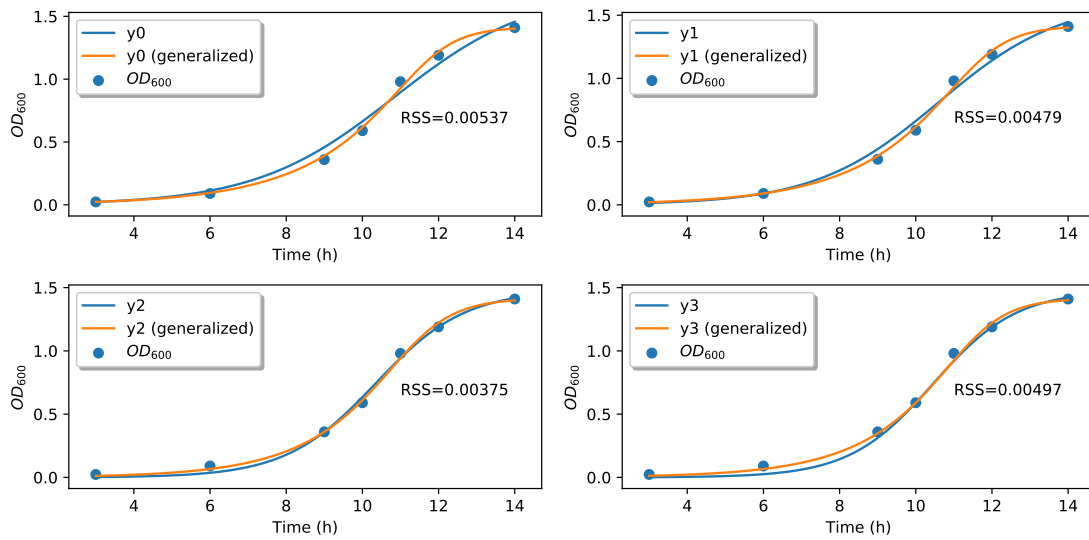 y0
y0 (generalized)
OD600
RSS=0.00537
OD600
0.0
0.5
1.0
1.5
4
6
8
10
12
14
Time (h)
y1
y1 (generalized)
OD600
RSS=0.00479
OD600
0.0
0.5
1.0
1.5
4
6
8
10
12
14
Time (h)
y2
y2 (generalized)
OD600
RSS=0.00375
OD600
0.0
0.5
1.0
1.5
4
6
8
10
12
14
Time (h)
y3
y3 (generalized)
OD600
RSS=0.00497
OD600
0.0
0.5
1.0
1.5
4
6
8
10
12
14
Time (h)